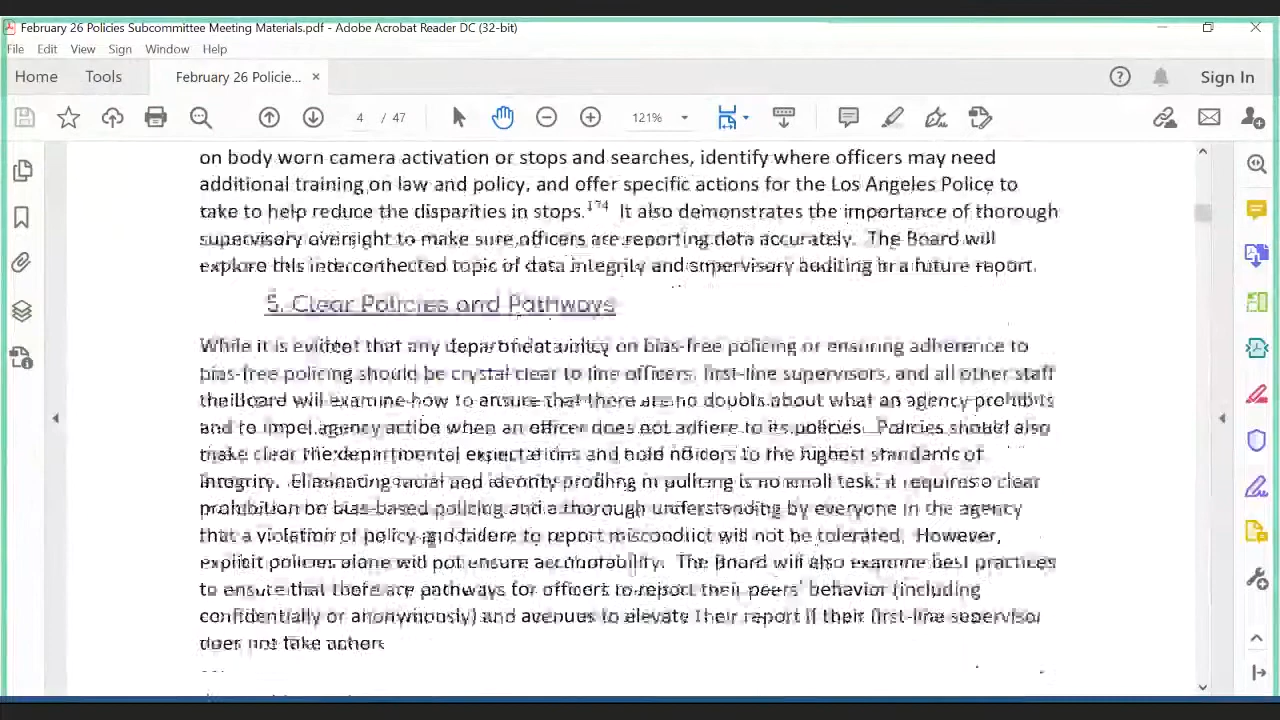 February 26 Policies Subcommittee Meeting Materials.pdf - Adobe Acrobat Reader DC (32-bit)
File Edit View Sign Window Help
Home Tools February 26 Policie... × Sign In
4 / 47 121%
on body worn camera activation or stops and searches, identify where officers may need
additional training on law and policy, and offer specific actions for the Los Angeles Police to
take to help reduce the disparities in stops.174 It also demonstrates the importance of thorough
supervisory oversight to make sure officers are reporting data accurately. The Board will
explore this interconnected topic of data integrity and supervisory auditing in a future report.
5. Clear Policies and Pathways
While it is evident that any department policy on bias-free policing or ensuring adherence to
bias-free policing should be crystal clear to line officers, first-line supervisors, and all other staff
the Board will examine how to ensure that there are no doubts about what an agency prohibits
and to impel agency action when an officer does not adhere to its policies. Policies should also
make clear the departmental expectations and hold officers to the highest standards of
integrity. Eliminating racial and identity profiling in policing is no small task: it requires a clear
prohibition on bias-based policing and a thorough understanding by everyone in the agency
that a violation of policy and failure to report misconduct will not be tolerated. However,
explicit policies alone will not ensure accountability. The Board will also examine best practices
to ensure that there are pathways for officers to report their peers' behavior (including
confidentially or anonymously) and avenues to elevate their report if their first-line supervisor
does not take action.